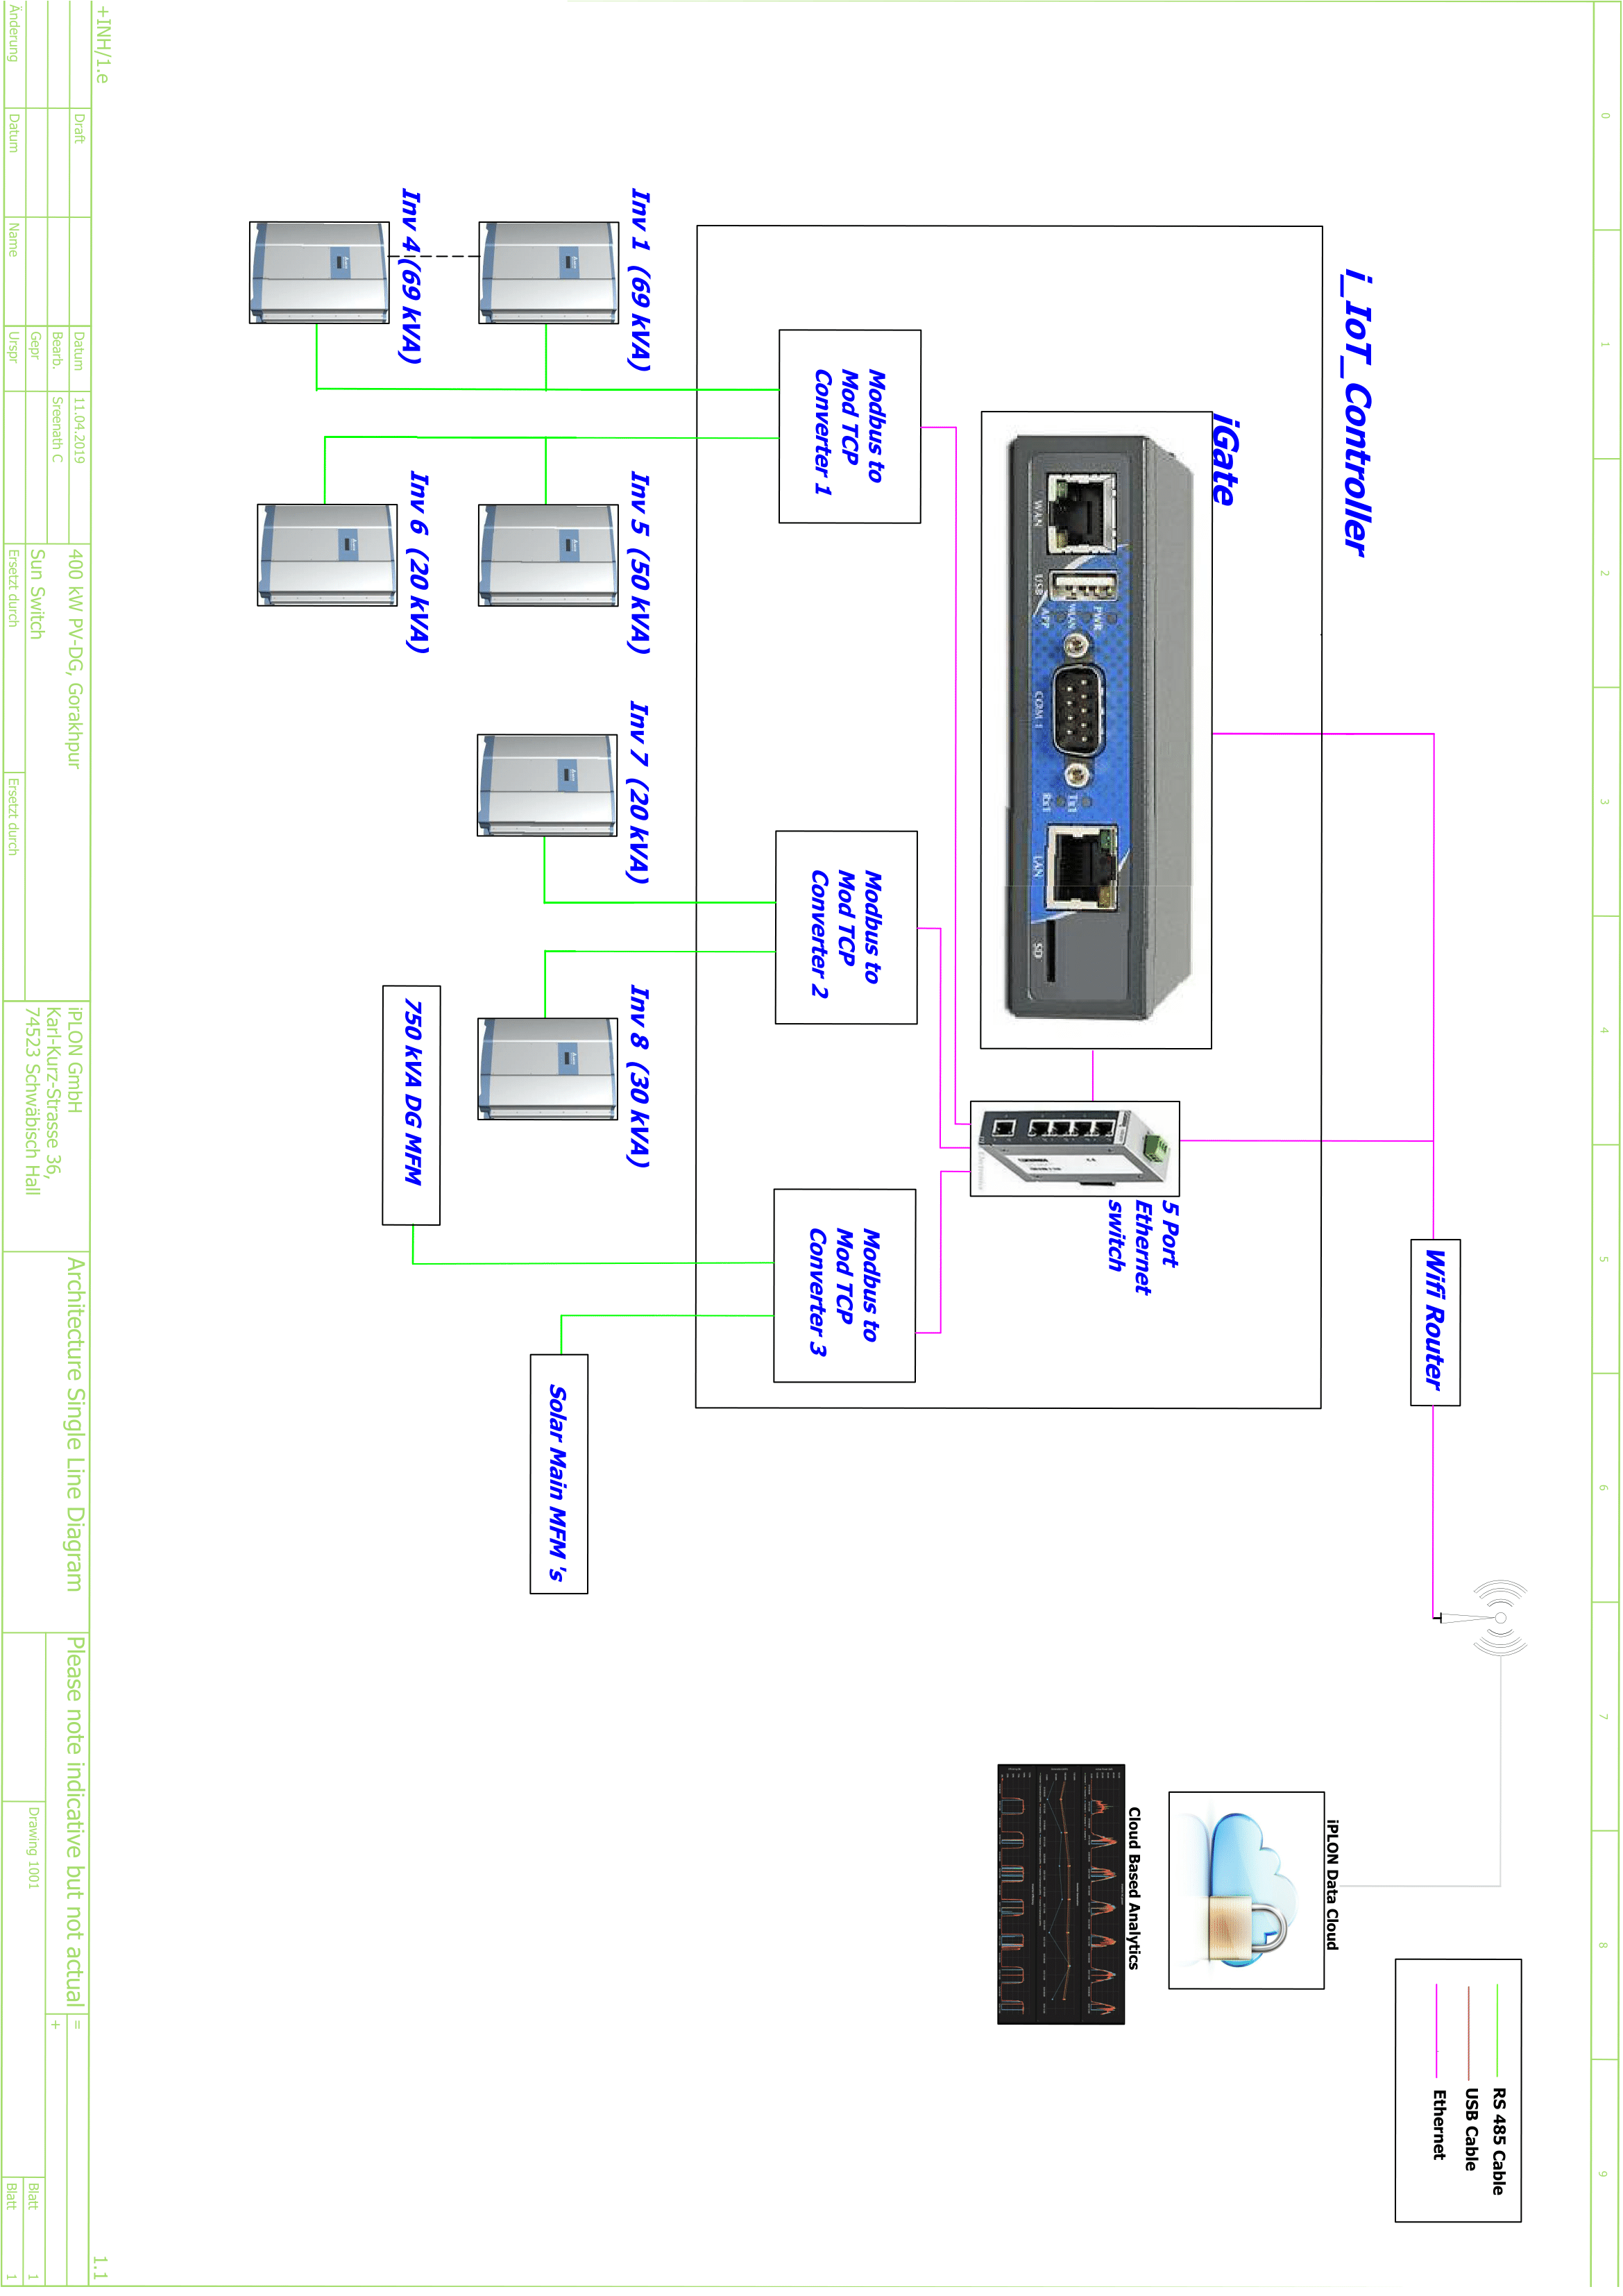 0
1
2
3
4
5
6
7
8
9
i_IoT_Controller
iGate
WAN
USB
PWR
WLAN
APP
COM 1
LAN
SD
Wifi Router
5 Port
Ethernet
switch
Modbus to
Mod TCP
Converter 1
Modbus to
Mod TCP
Converter 2
Modbus to
Mod TCP
Converter 3
Inv 1 (69 kVA)
Inv 5 (50 kVA)
Inv 7 (20 kVA)
Inv 8 (30 kVA)
Inv 4 (69 kVA)
Inv 6 (20 kVA)
750 kVA DG MFM
Solar Main MFM 's
iPLON Data Cloud
Cloud Based Analytics
RS 485 Cable
USB Cable
Ethernet
+INH/1.e
1.1
Draft
Änderung
Datum
Name
Datum
11.04.2019
Bearb.
Sreenath C
Gepr
Urspr
400 kW PV-DG, Gorakhpur
Sun Switch
Ersetzt durch
Ersetzt durch
iPLON GmbH
Karl-Kurz-Strasse 36,
74523 Schwäbisch Hall
Architecture Single Line Diagram
Please note indicative but not actual
Drawing 1001
=
+
Blatt 1
Blatt 1